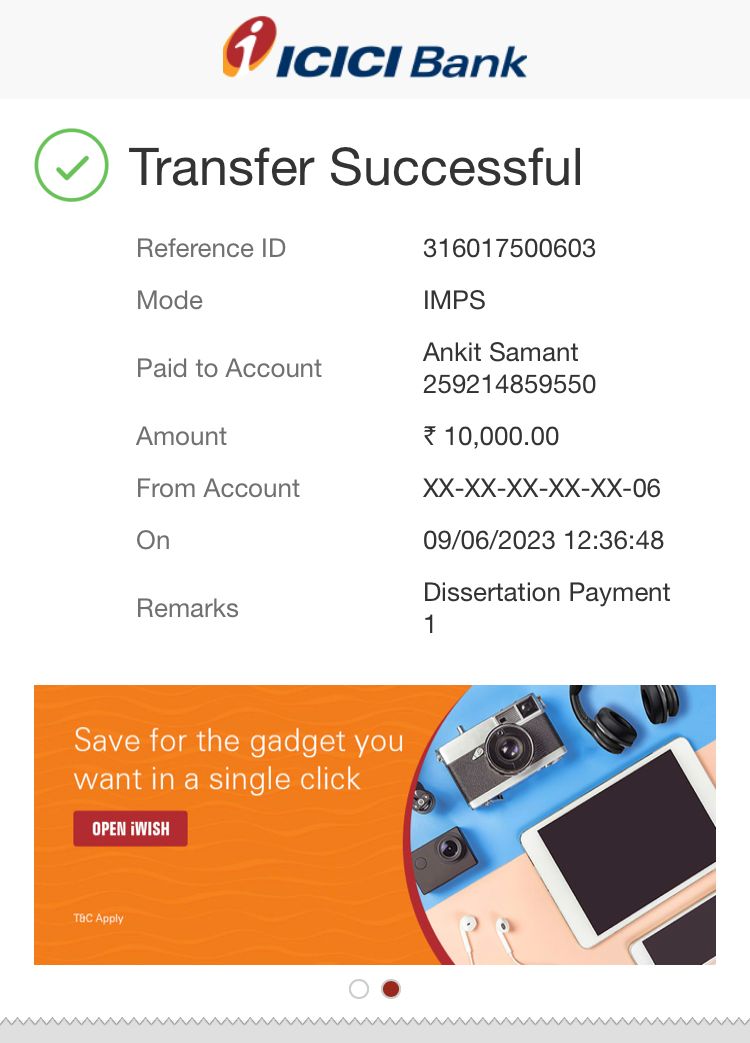 ICICI Bank
Transfer Successful
Reference ID 316017500603
Mode IMPS
Paid to Account Ankit Samant
259214859550
Amount ₹ 10,000.00
From Account XX-XX-XX-XX-XX-06
On 09/06/2023 12:36:48
Remarks Dissertation Payment
1
Save for the gadget you
want in a single click
OPEN iWISH
T&C Apply